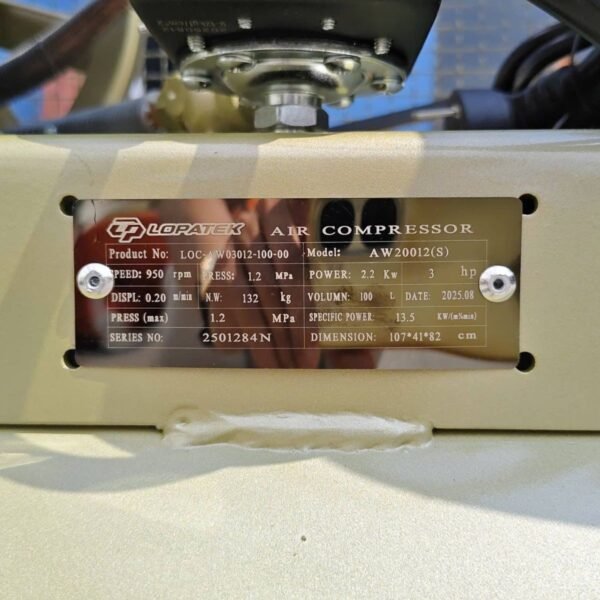 LP LOPATEK AIR COMPRESSOR
Product No: LOC-AW03012-100-00 Model: AW20012(S)
SPEED: 950 rpm PRESS: 1.2 MPa POWER: 2.2 Kw 3 hp
DISPL: 0.20 m/min N.W: 132 kg VOLUMN: 100 L DATE: 2025.08
PRESS (max) 1.2 MPa SPECIFIC POWER: 13.5 KW/(m³/min)
SERIES NO: 2501284N DIMENSION: 107*41*82 cm